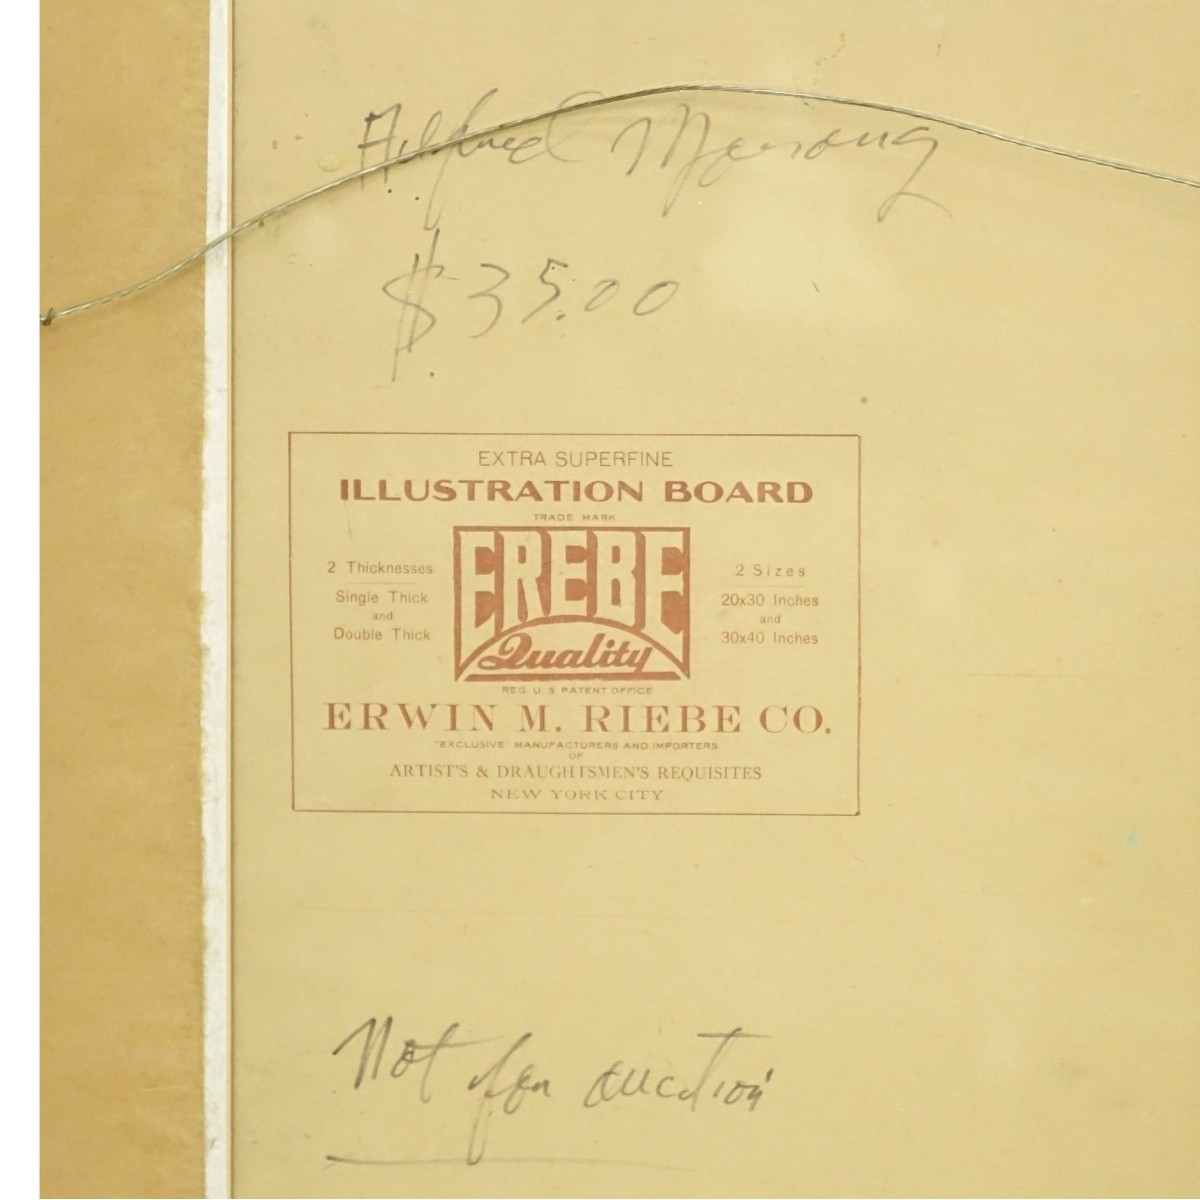 Alfred Morang
$35.00
EXTRA SUPERFINE
ILLUSTRATION BOARD
TRADE MARK
EREBE
Quality
2 Thicknesses
Single Thick
and
Double Thick
2 Sizes
20x30 Inches
and
30x40 Inches
REG. U. S PATENT OFFICE
ERWIN M. RIEBE CO.
"EXCLUSIVE" MANUFACTURERS AND IMPORTERS
OF
ARTIST'S & DRAUGHTSMEN'S REQUISITES
NEW YORK CITY
Not for auction